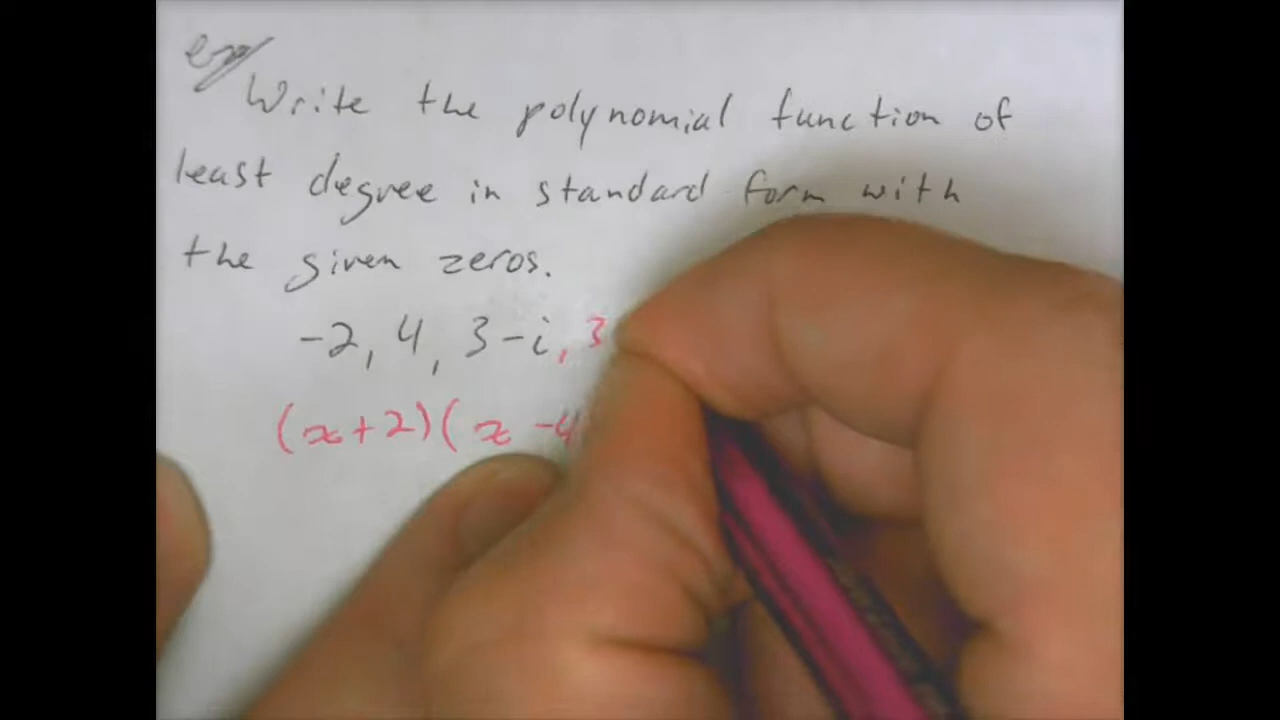 ex/ Write the polynomial function of
least degree in standard form with
the given zeros.
-2, 4, 3-i, 3
(x+2)(x-4